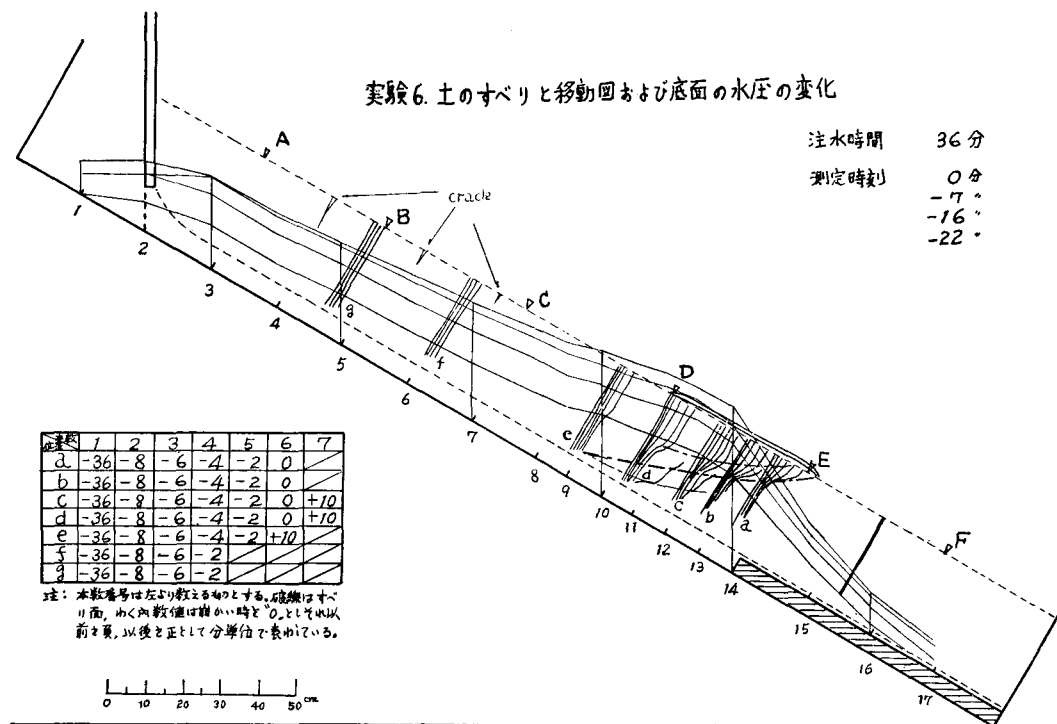 実験6. 土のすべりと移動図および底面の水圧の変化
注水時間 36分
測定時刻 0分
-7 〃
-16 〃
-22 〃
A
crack
B
C
D
E
F
g
f
e
d
c
b
a
1
2
3
4
5
6
7
8
9
10
11
12
13
14
15
16
17
1 2 3 4 5 6 7
a -36 -8 -6 -4 -2 0
b -36 -8 -6 -4 -2 0
c -36 -8 -6 -4 -2 0 +10
d -36 -8 -6 -4 -2 0 +10
e -36 -8 -6 -4 -2 +10
f -36 -8 -6 -2
g -36 -8 -6 -2
註: 本数番号は左より数えるものとする。破線はすべ
り面, わく内数値は崩かい時を"0"としそれ以
前を負, 以後を正として分単位で表わしている。
0 10 20 30 40 50 cm